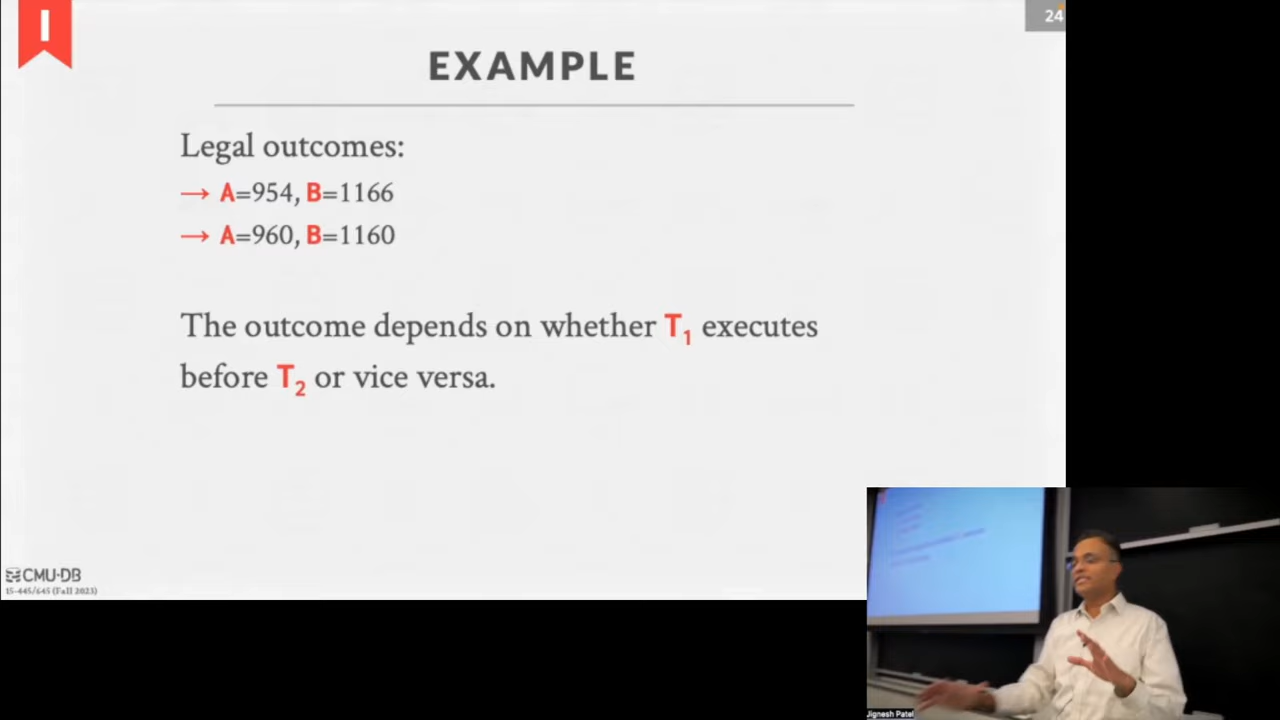 I
24
EXAMPLE
Legal outcomes:
→ A=954, B=1166
→ A=960, B=1160
The outcome depends on whether T₁ executes
before T₂ or vice versa.
CMU·DB
15-445/645 (Fall 2023)
Jignesh Patel